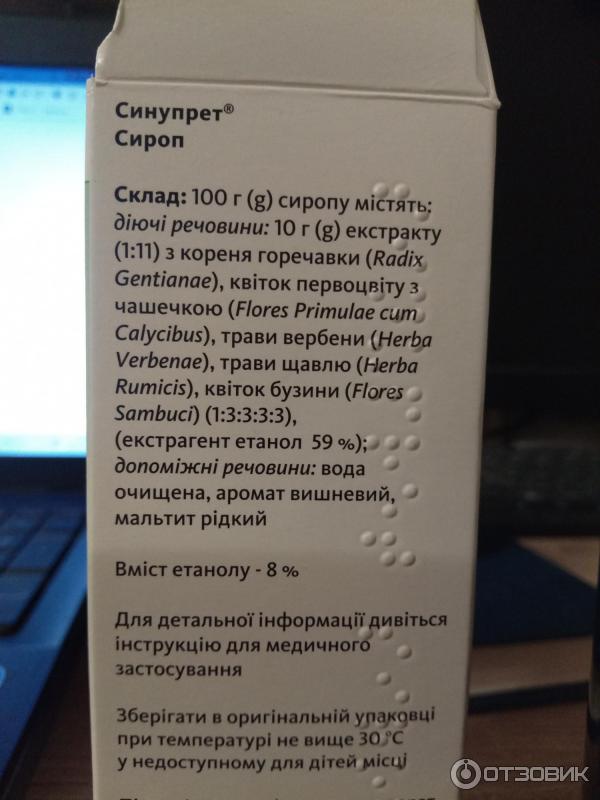 Синупрет®
Сироп
Склад: 100 г (g) сиропу містять:
діючі речовини: 10 г (g) екстракту
(1:11) з кореня горечавки (Radix
Gentianae), квіток первоцвіту з
чашечкою (Flores Primulae cum
Calycibus), трави вербени (Herba
Verbenae), трави щавлю (Herba
Rumicis), квіток бузини (Flores
Sambuci) (1:3:3:3:3),
(екстрагент етанол 59 %);
допоміжні речовини: вода
очищена, аромат вишневий,
мальтит рідкий
Вміст етанолу - 8 %
Для детальної інформації дивіться
інструкцію для медичного
застосування
Зберігати в оригінальній упаковці
при температурі не вище 30 °C
у недоступному для дітей місці
ОТЗОВИК